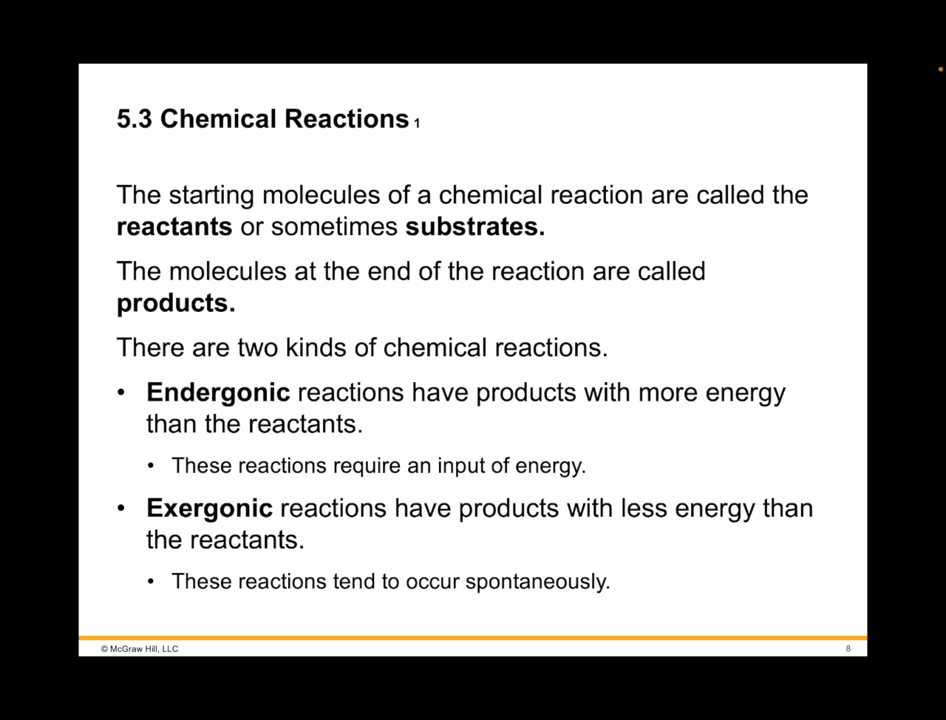 5.3 Chemical Reactions 1
The starting molecules of a chemical reaction are called the
reactants or sometimes substrates.
The molecules at the end of the reaction are called
products.
There are two kinds of chemical reactions.
• Endergonic reactions have products with more energy
than the reactants.
• These reactions require an input of energy.
• Exergonic reactions have products with less energy than
the reactants.
• These reactions tend to occur spontaneously.
© McGraw Hill, LLC
8